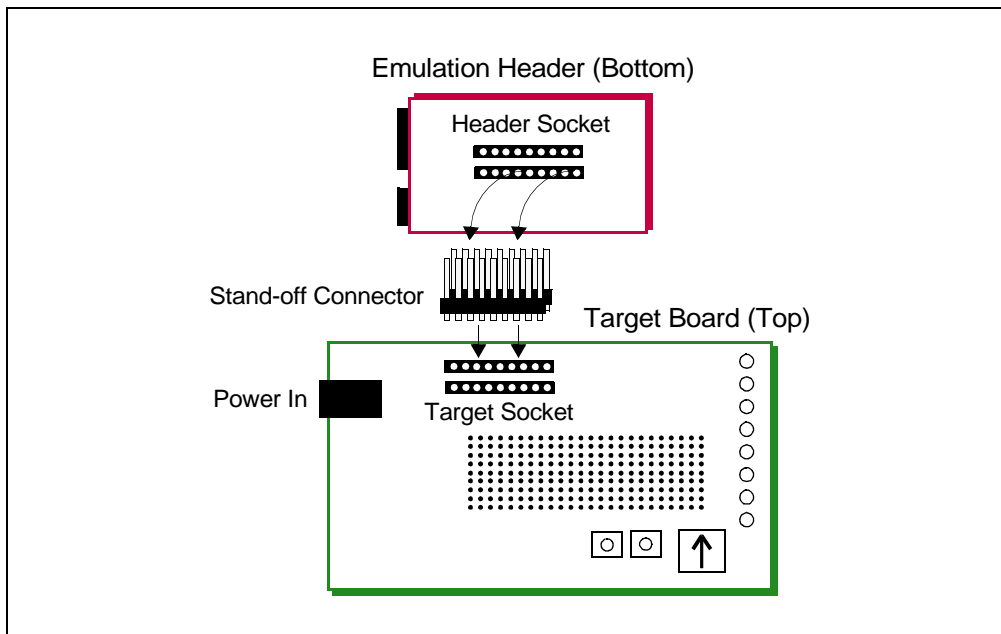 Emulation Header (Bottom)
Header Socket
Stand-off Connector
Target Board (Top)
Power In
Target Socket